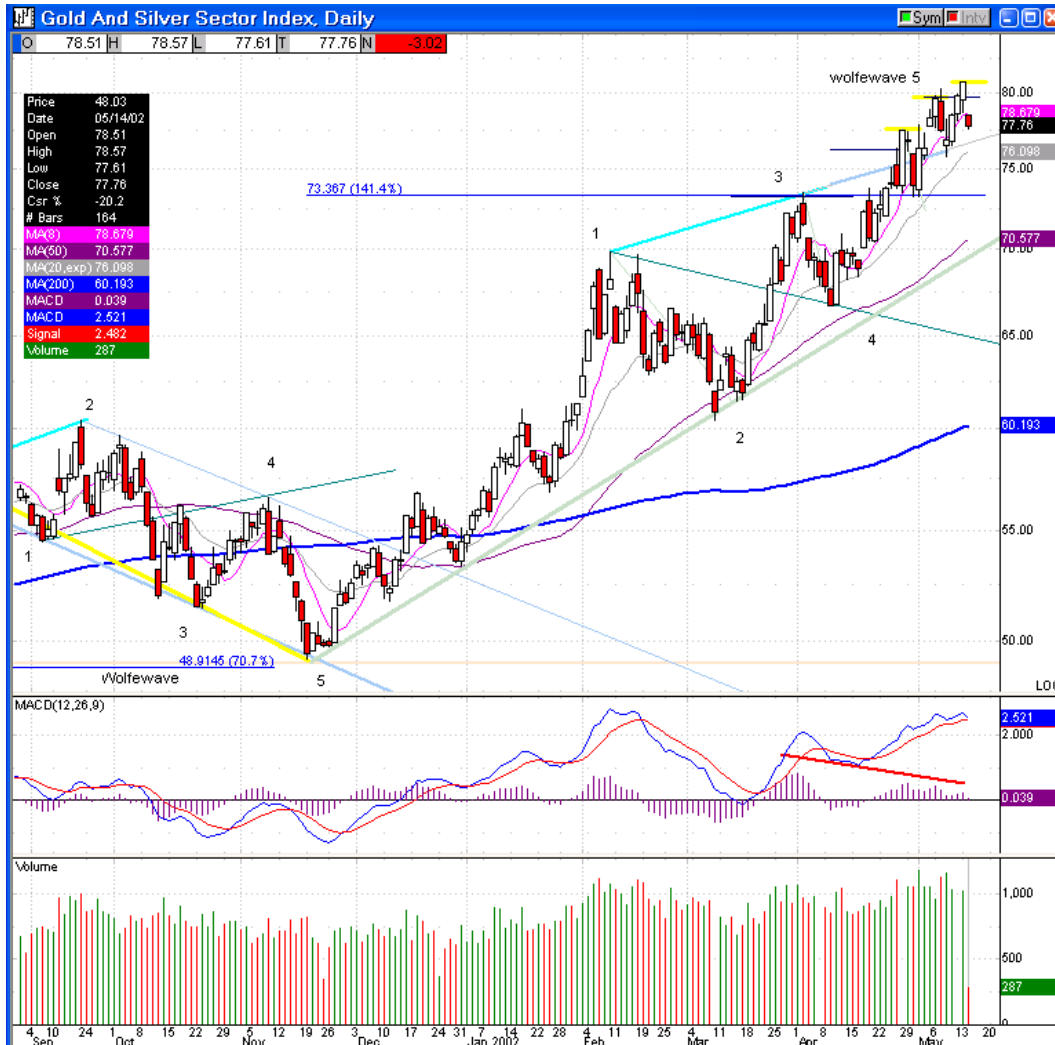 Gold And Silver Sector Index, Daily
Sym Intv
O 78.51 H 78.57 L 77.61 T 77.76 N -3.02
wolfewave 5
Price 48.03
Date 05/14/02
Open 78.51
High 78.57
Low 77.61
Close 77.76
Csr % -20.2
# Bars 164
MA(8) 78.679
MA(50) 70.577
MA(20,exp) 76.098
MA(200) 60.193
MACD 0.039
MACD 2.521
Signal 2.482
Volume 287
80.00
78.679
77.76
76.098
75.00
70.577
70.00
65.00
60.193
55.00
50.00
LOG
73.367 (141.4%)
3
1
4
2
2
4
1
3
48.9145 (70.7%)
Wolfewave
5
MACD(12,26,9)
2.521
2.000
0.039
Volume
1,000
500
287
0
4 10 24 1 8 15 22 29 5 12 19 26 3 10 17 24 31 7 14 22 28 4 11 19 25 4 11 18 25 1 8 15 22 29 6 13 20
Sep Oct Nov Dec Jan 2002 Feb Mar Apr May